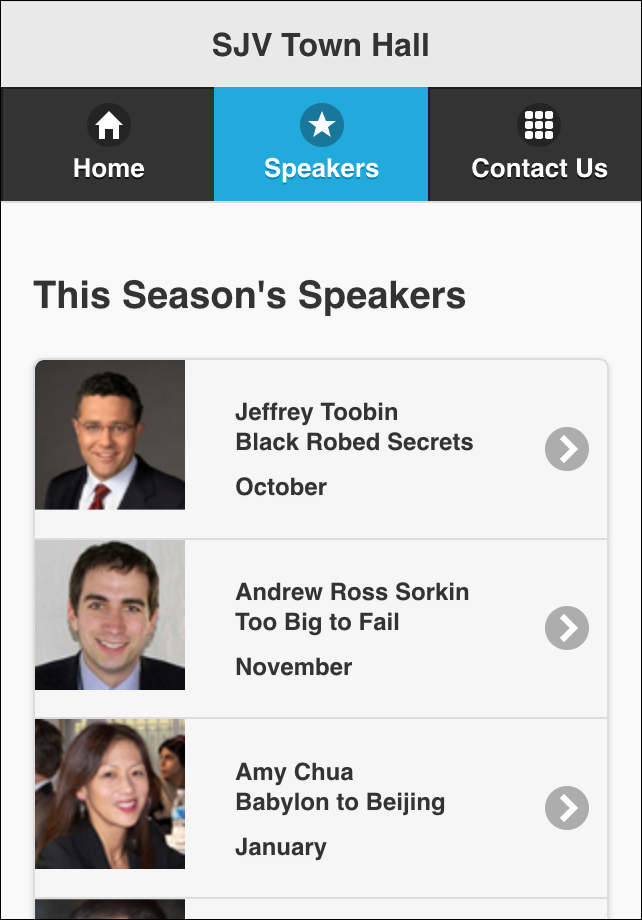 SJV Town Hall
Home
Speakers
Contact Us
This Season's Speakers
Jeffrey Toobin
Black Robed Secrets
October
Andrew Ross Sorkin
Too Big to Fail
November
Amy Chua
Babylon to Beijing
January